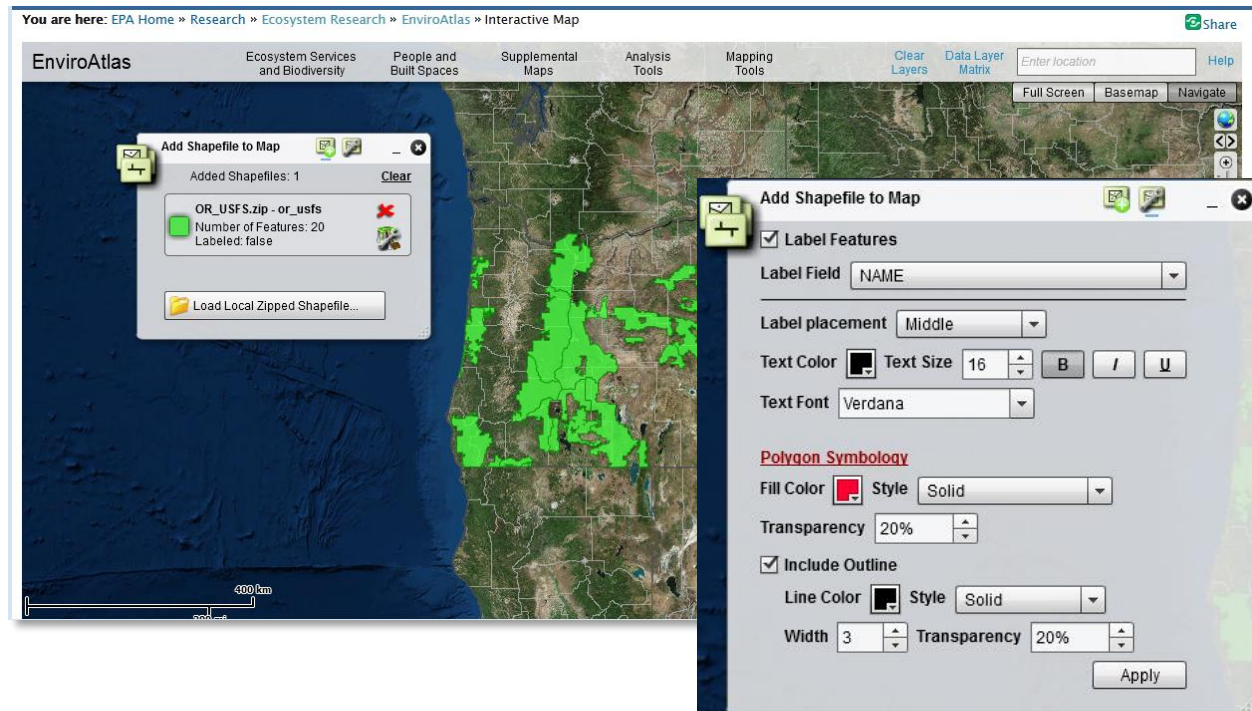 You are here: EPA Home » Research » Ecosystem Research » EnviroAtlas » Interactive Map
Share
EnviroAtlas
Ecosystem Services and Biodiversity
People and Built Spaces
Supplemental Maps
Analysis Tools
Mapping Tools
Clear Layers
Data Layer Matrix
Enter location
Help
Full Screen
Basemap
Navigate
Add Shapefile to Map
Added Shapefiles: 1
Clear
OR_USFS.zip - or_usfs
Number of Features: 20
Labeled: false
Load Local Zipped Shapefile...
400 km
Add Shapefile to Map
Label Features
Label Field NAME
Label placement Middle
Text Color Text Size 16 B I U
Text Font Verdana
Polygon Symbology
Fill Color Style Solid
Transparency 20%
Include Outline
Line Color Style Solid
Width 3 Transparency 20%
Apply